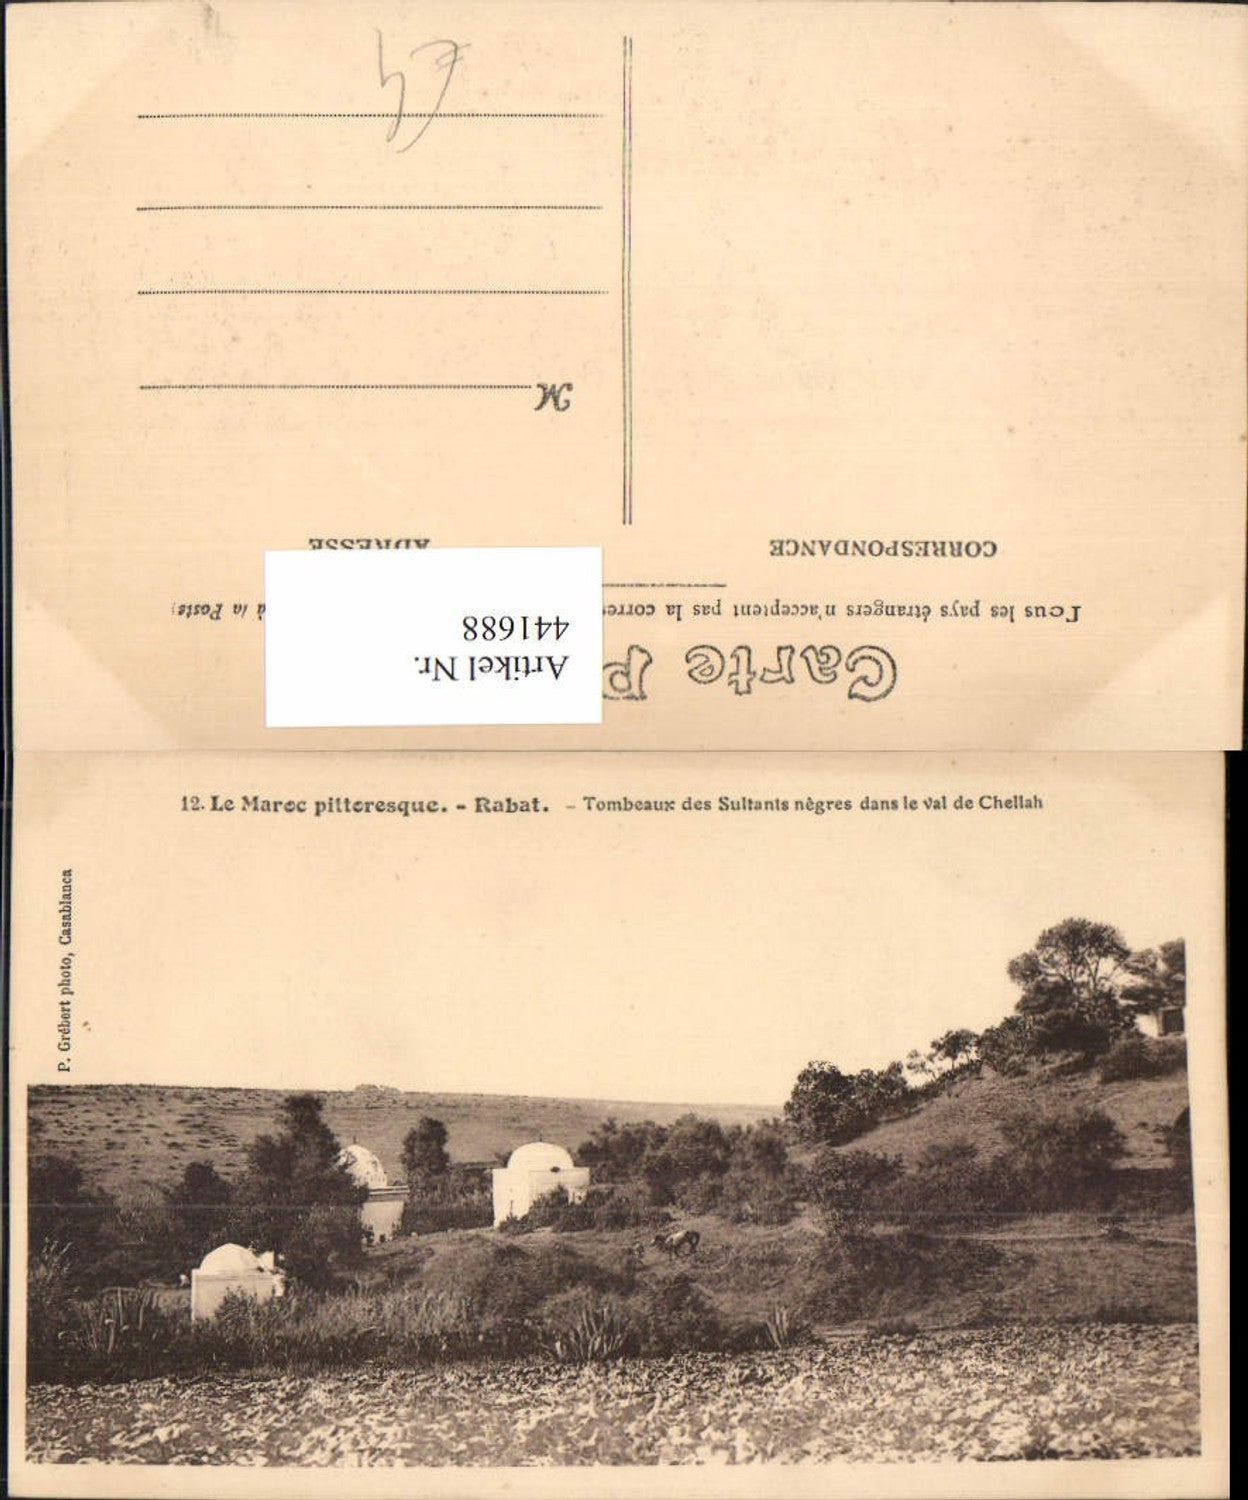 Carte P
Tous les pays étrangers n'acceptent pas la à la Poste.
CORRESPONDANCE
ADRESSE
M
Artikel Nr.
441688
12. Le Maroc pittoresque. - Rabat. - Tombeaux des Sultants nègres dans le Val de Chellah
P. Grébert photo, Casablanca